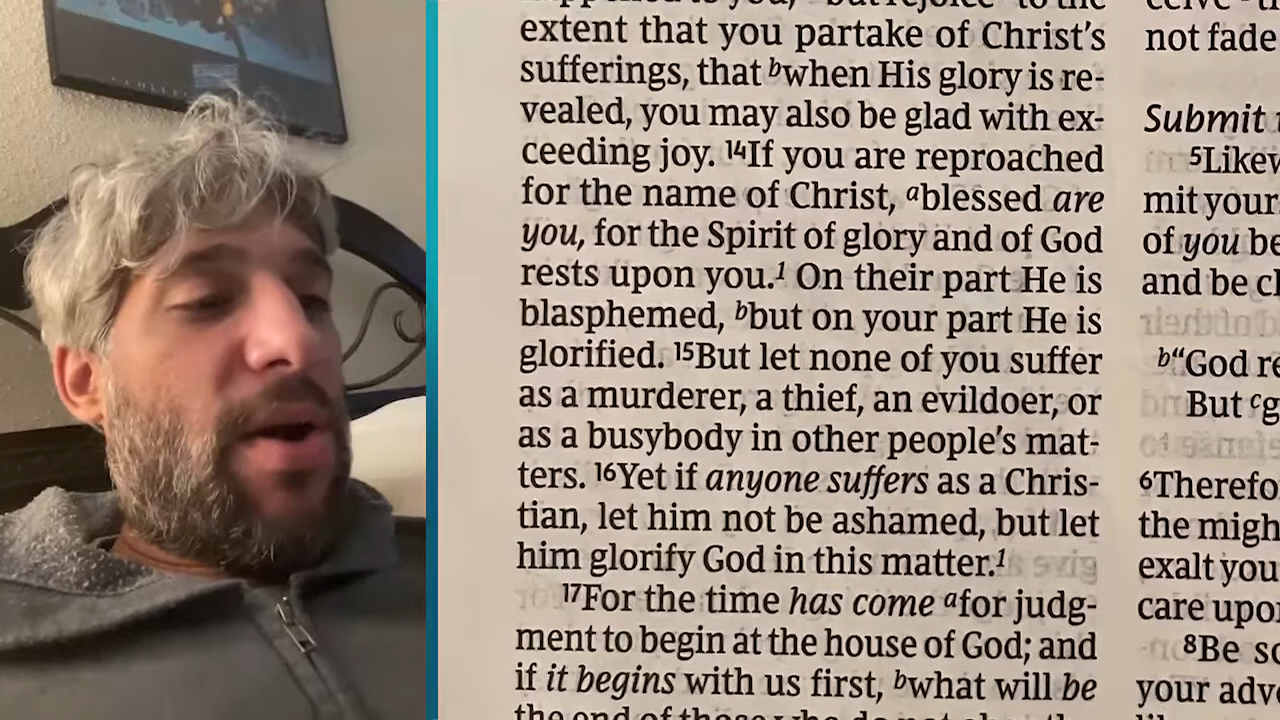 extent that you partake of Christ's
sufferings, that bwhen His glory is re-
vealed, you may also be glad with ex-
ceeding joy. 14If you are reproached
for the name of Christ, ablessed are
you, for the Spirit of glory and of God
rests upon you.1 On their part He is
blasphemed, bbut on your part He is
glorified. 15But let none of you suffer
as a murderer, a thief, an evildoer, or
as a busybody in other people's mat-
ters. 16Yet if anyone suffers as a Chris-
tian, let him not be ashamed, but let
him glorify God in this matter.1
17For the time has come afor judg-
ment to begin at the house of God; and
if it begins with us first, bwhat will be
not fade
Submit
5Likew
mit your
of you be
and be cl
b“God re
But cg
6Therefo
the migh
exalt you
care upon
8Be so
your adve